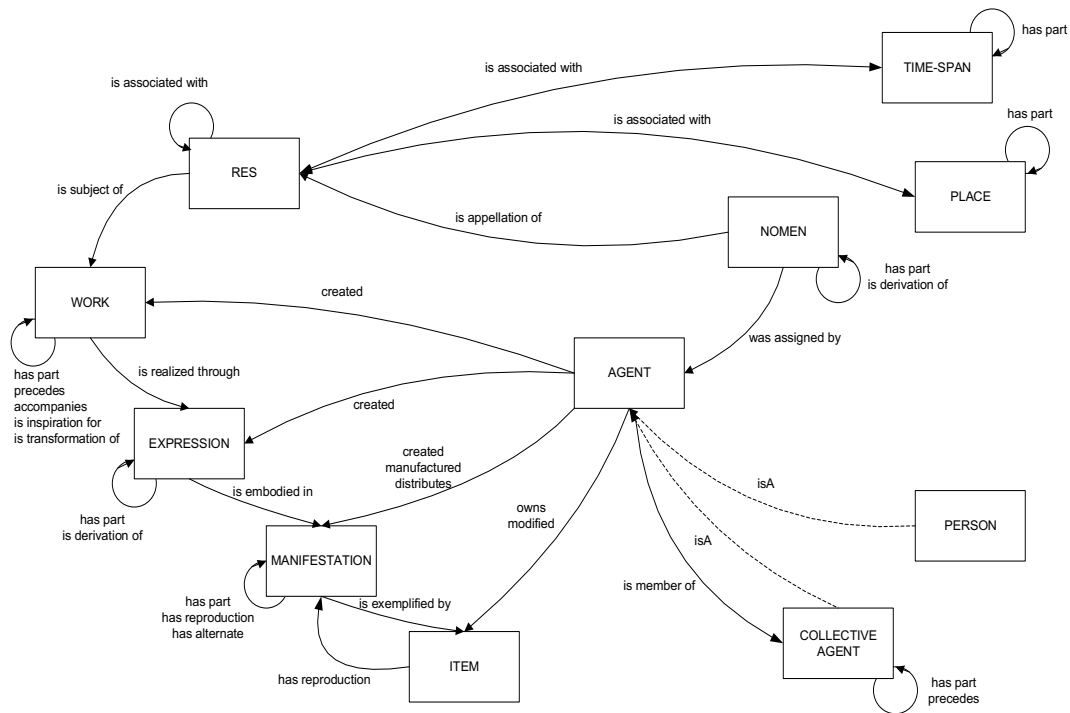 has part
TIME-SPAN
is associated with
is associated with
has part
is associated with
RES
PLACE
is subject of
NOMEN
is appellation of
has part
is derivation of
WORK
created
was assigned by
is realized through
AGENT
has part
precedes
accompanies
is inspiration for
is transformation of
created
EXPRESSION
created
manufactured
distributes
is embodied in
isA
has part
is derivation of
owns
modified
PERSON
isA
MANIFESTATION
is member of
has part
has reproduction
has alternate
is exemplified by
COLLECTIVE
AGENT
ITEM
has reproduction
has part
precedes